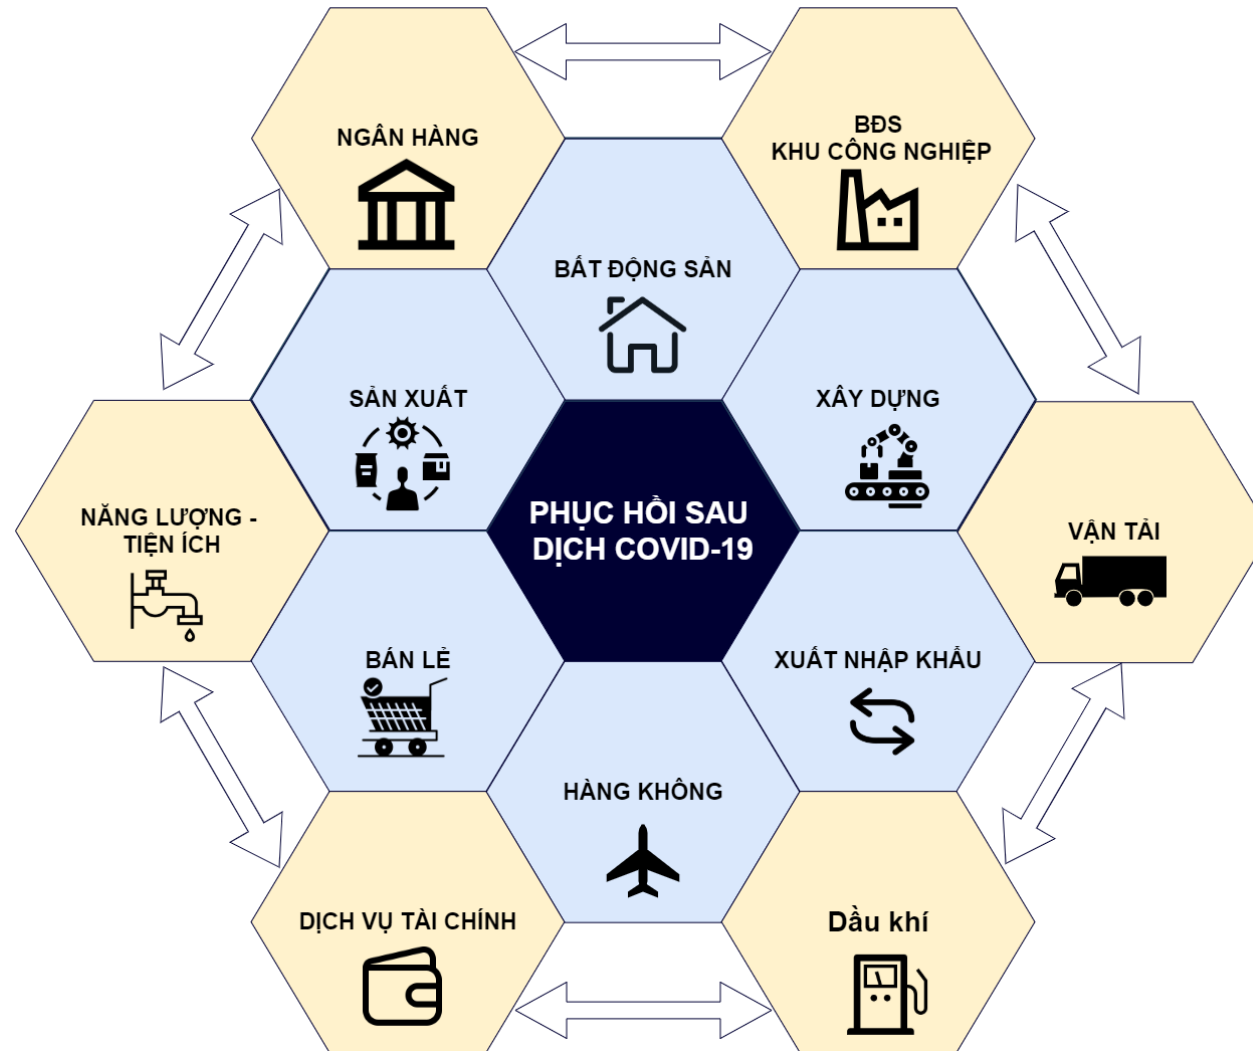 NGÂN HÀNG
BĐS
KHU CÔNG NGHIỆP
BẤT ĐỘNG SẢN
SẢN XUẤT
XÂY DỰNG
NĂNG LƯỢNG -
TIỆN ÍCH
PHỤC HỒI SAU
DỊCH COVID-19
VẬN TẢI
BÁN LẺ
XUẤT NHẬP KHẨU
HÀNG KHÔNG
DỊCH VỤ TÀI CHÍNH
Dầu khí